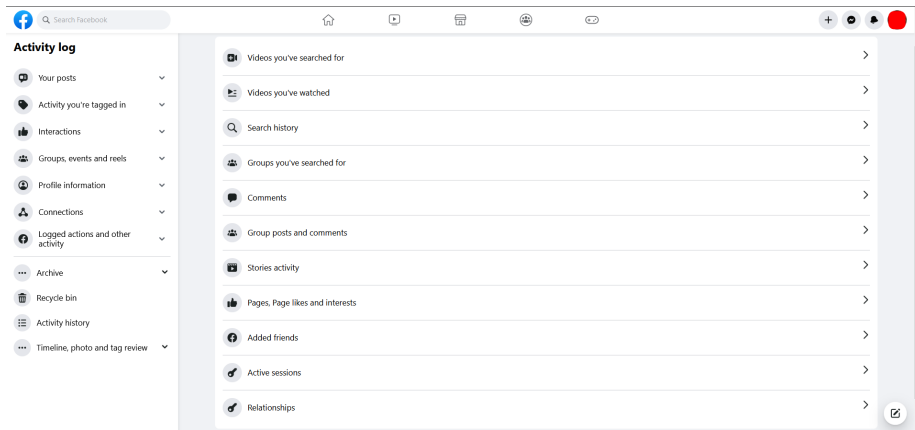 Search Facebook
Activity log
Your posts
Activity you're tagged in
Interactions
Groups, events and reels
Profile information
Connections
Logged actions and other
activity
Archive
Recycle bin
Activity history
Timeline, photo and tag review
Videos you've searched for
Videos you've watched
Search history
Groups you've searched for
Comments
Group posts and comments
Stories activity
Pages, Page likes and interests
Added friends
Active sessions
Relationships